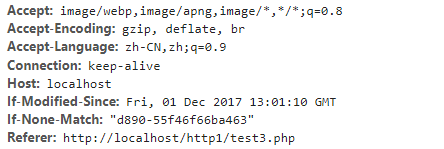 Accept: image/webp,image/apng,image/*,*/*;q=0.8
Accept-Encoding: gzip, deflate, br
Accept-Language: zh-CN,zh;q=0.9
Connection: keep-alive
Host: localhost
If-Modified-Since: Fri, 01 Dec 2017 13:01:10 GMT
If-None-Match: "d890-55f46f66ba463"
Referer: http://localhost/http1/test3.php